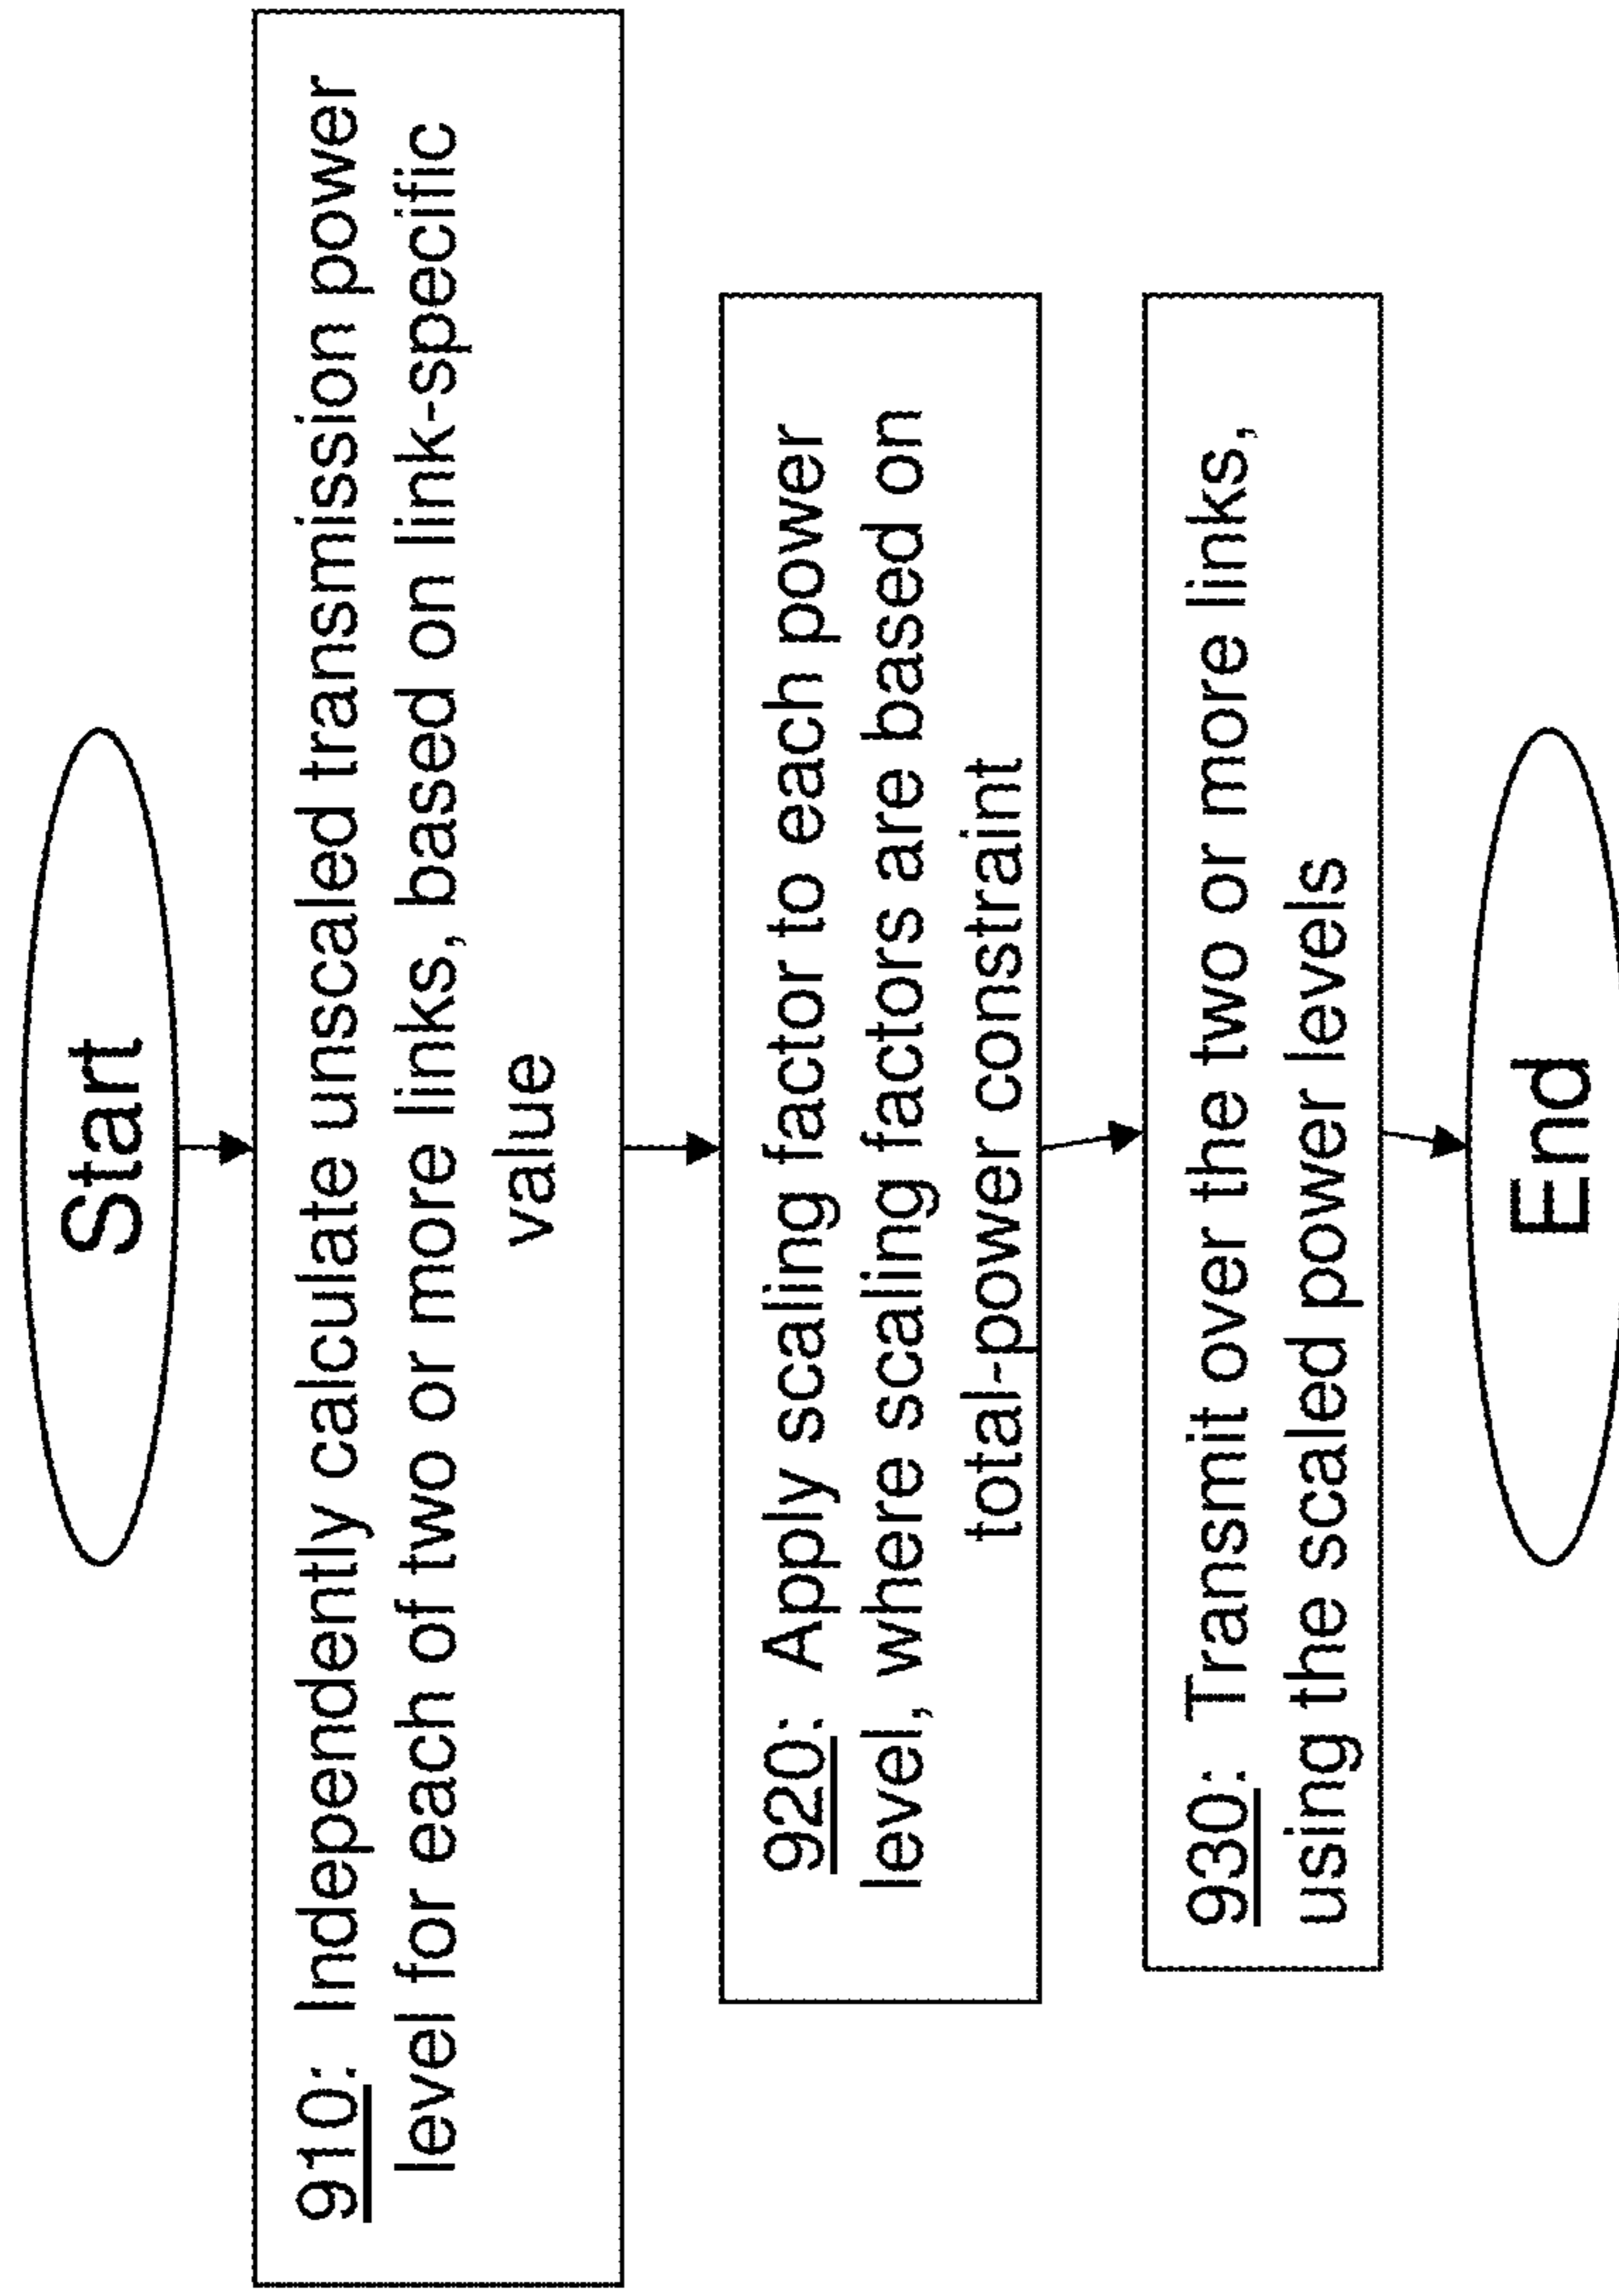 Start
910: Independently calculate unscaled transmission power
level for each of two or more links, based on link-specific
value
920: Apply scaling factor to each power
level, where scaling factors are based on
total-power constraint
930: Transmit over the two or more links,
using the scaled power levels
End